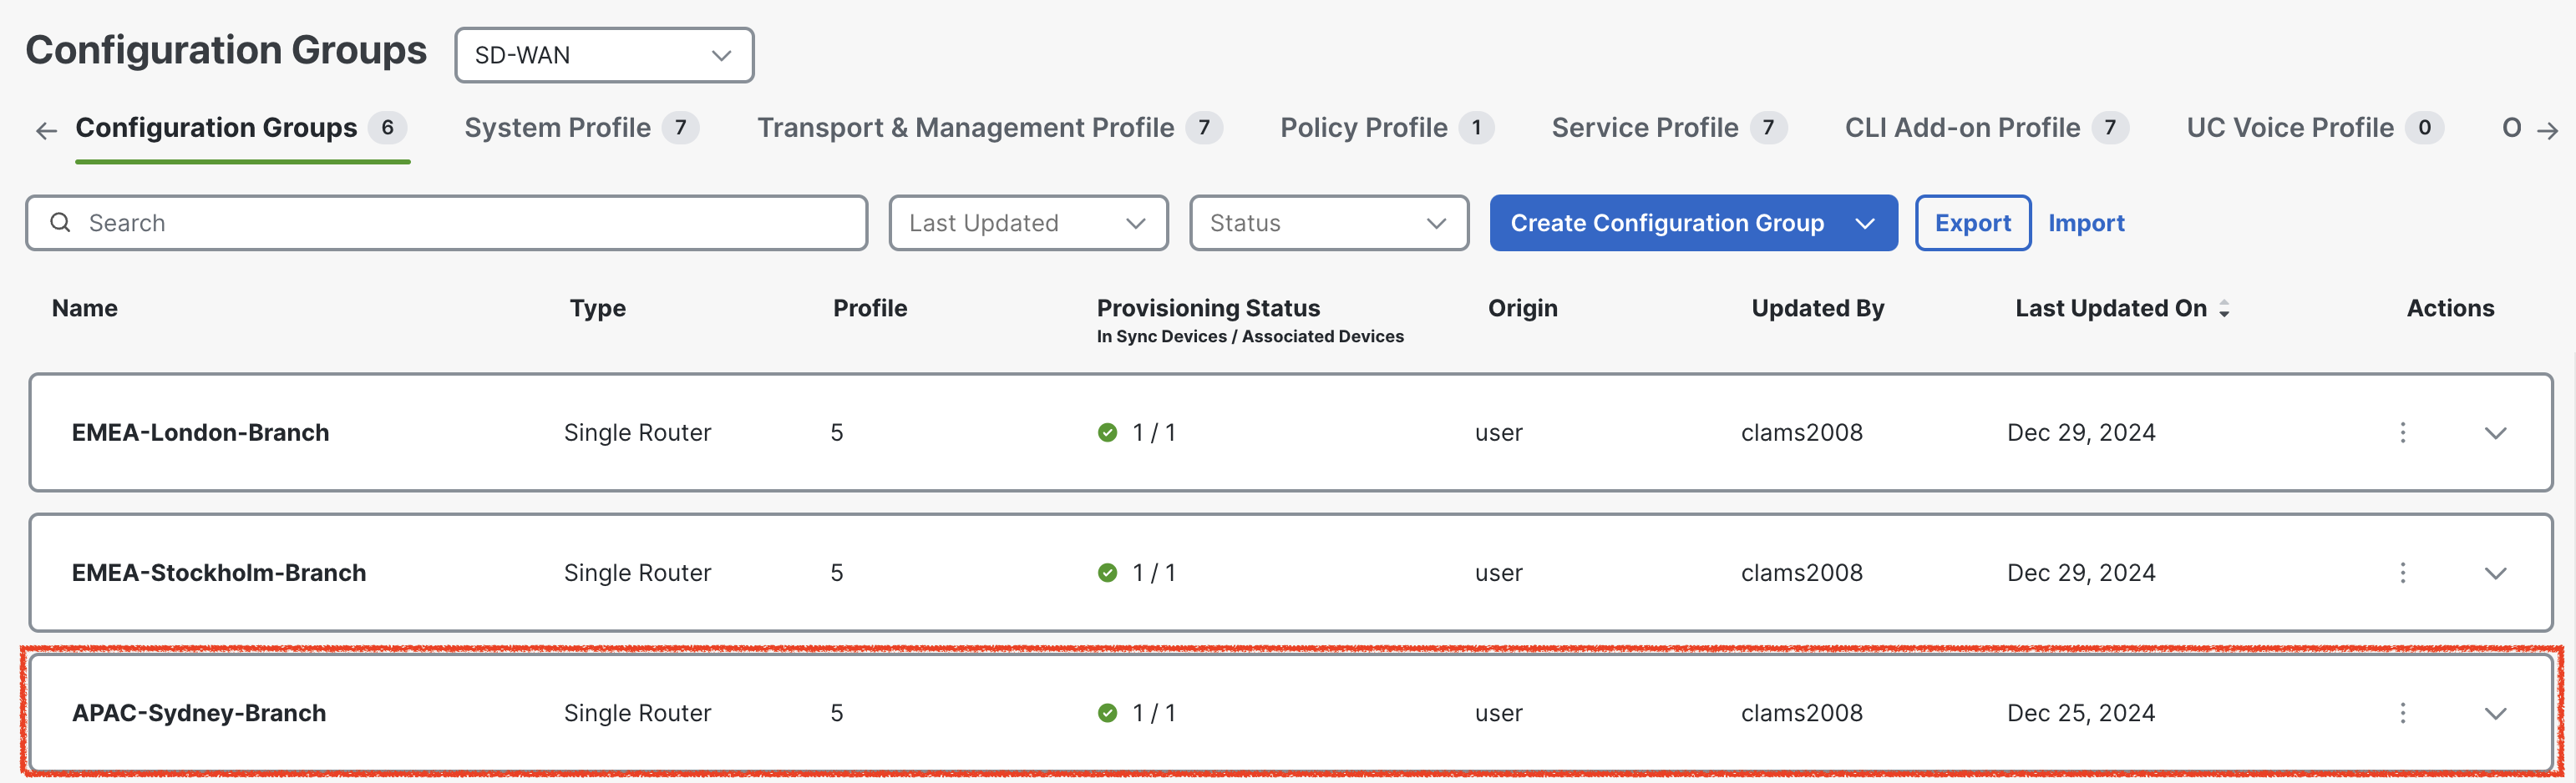 Configuration Groups SD-WAN
Configuration Groups 6 System Profile 7 Transport & Management Profile 7 Policy Profile 1 Service Profile 7 CLI Add-on Profile 7 UC Voice Profile 0 O
Search Last Updated Status Create Configuration Group Export Import
Name Type Profile Provisioning Status Origin Updated By Last Updated On Actions
In Sync Devices / Associated Devices
EMEA-London-Branch Single Router 5 1 / 1 user clams2008 Dec 29, 2024
EMEA-Stockholm-Branch Single Router 5 1 / 1 user clams2008 Dec 29, 2024
APAC-Sydney-Branch Single Router 5 1 / 1 user clams2008 Dec 25, 2024